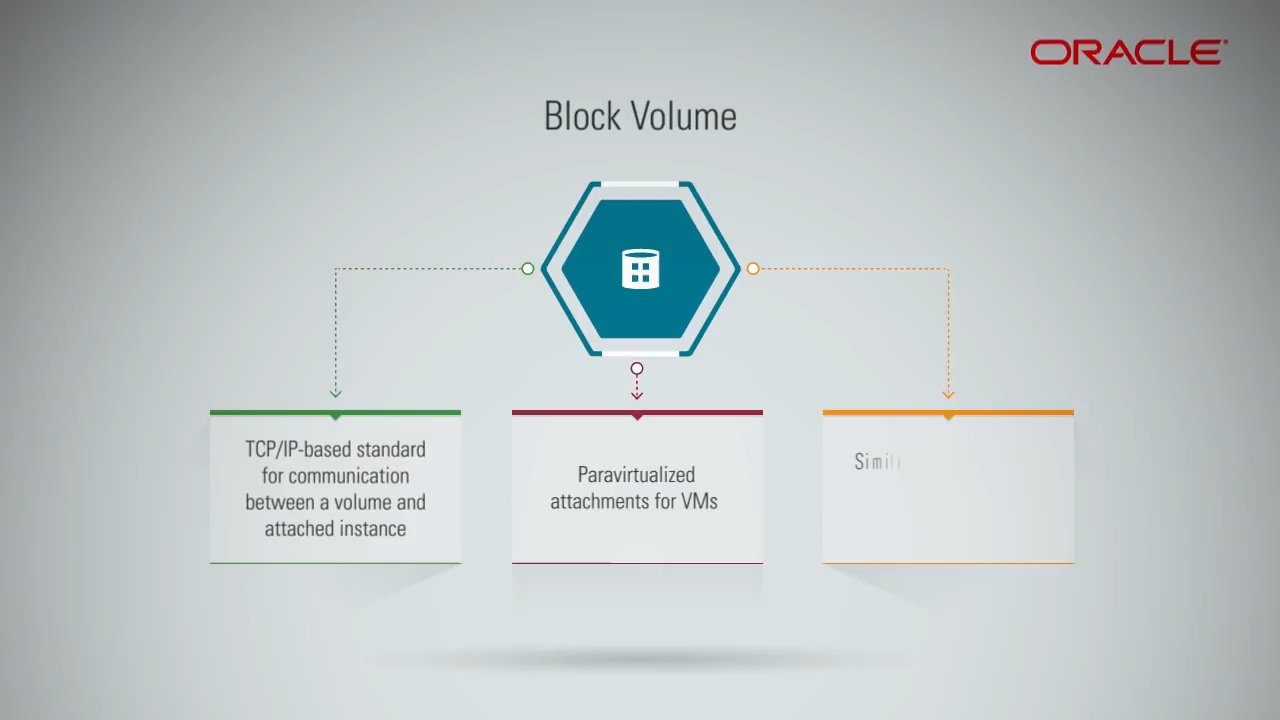 ORACLE
Block Volume
TCP/IP-based standard
for communication
between a volume and
attached instance
Paravirtualized
attachments for VMs